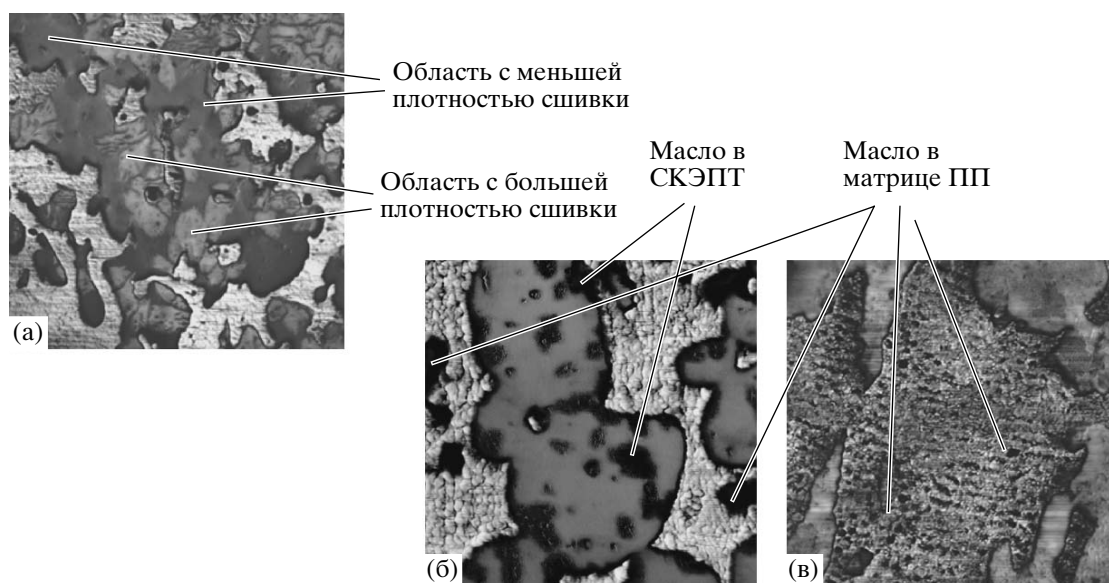 Область с меньшей
плотностью сшивки
Область с большей
плотностью сшивки
Масло в
СКЭПТ
Масло в
матрице ПП
(а)
(б)
(в)